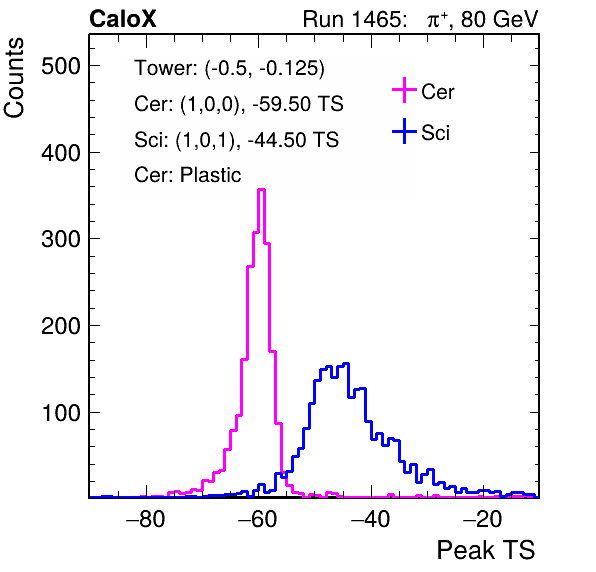 CaloX Run 1465: π⁺, 80 GeV
Counts
500
400
300
200
100
Tower: (-0.5, -0.125)
Cer: (1,0,0), -59.50 TS
Sci: (1,0,1), -44.50 TS
Cer: Plastic
Cer
Sci
−80 −60 −40 −20
Peak TS